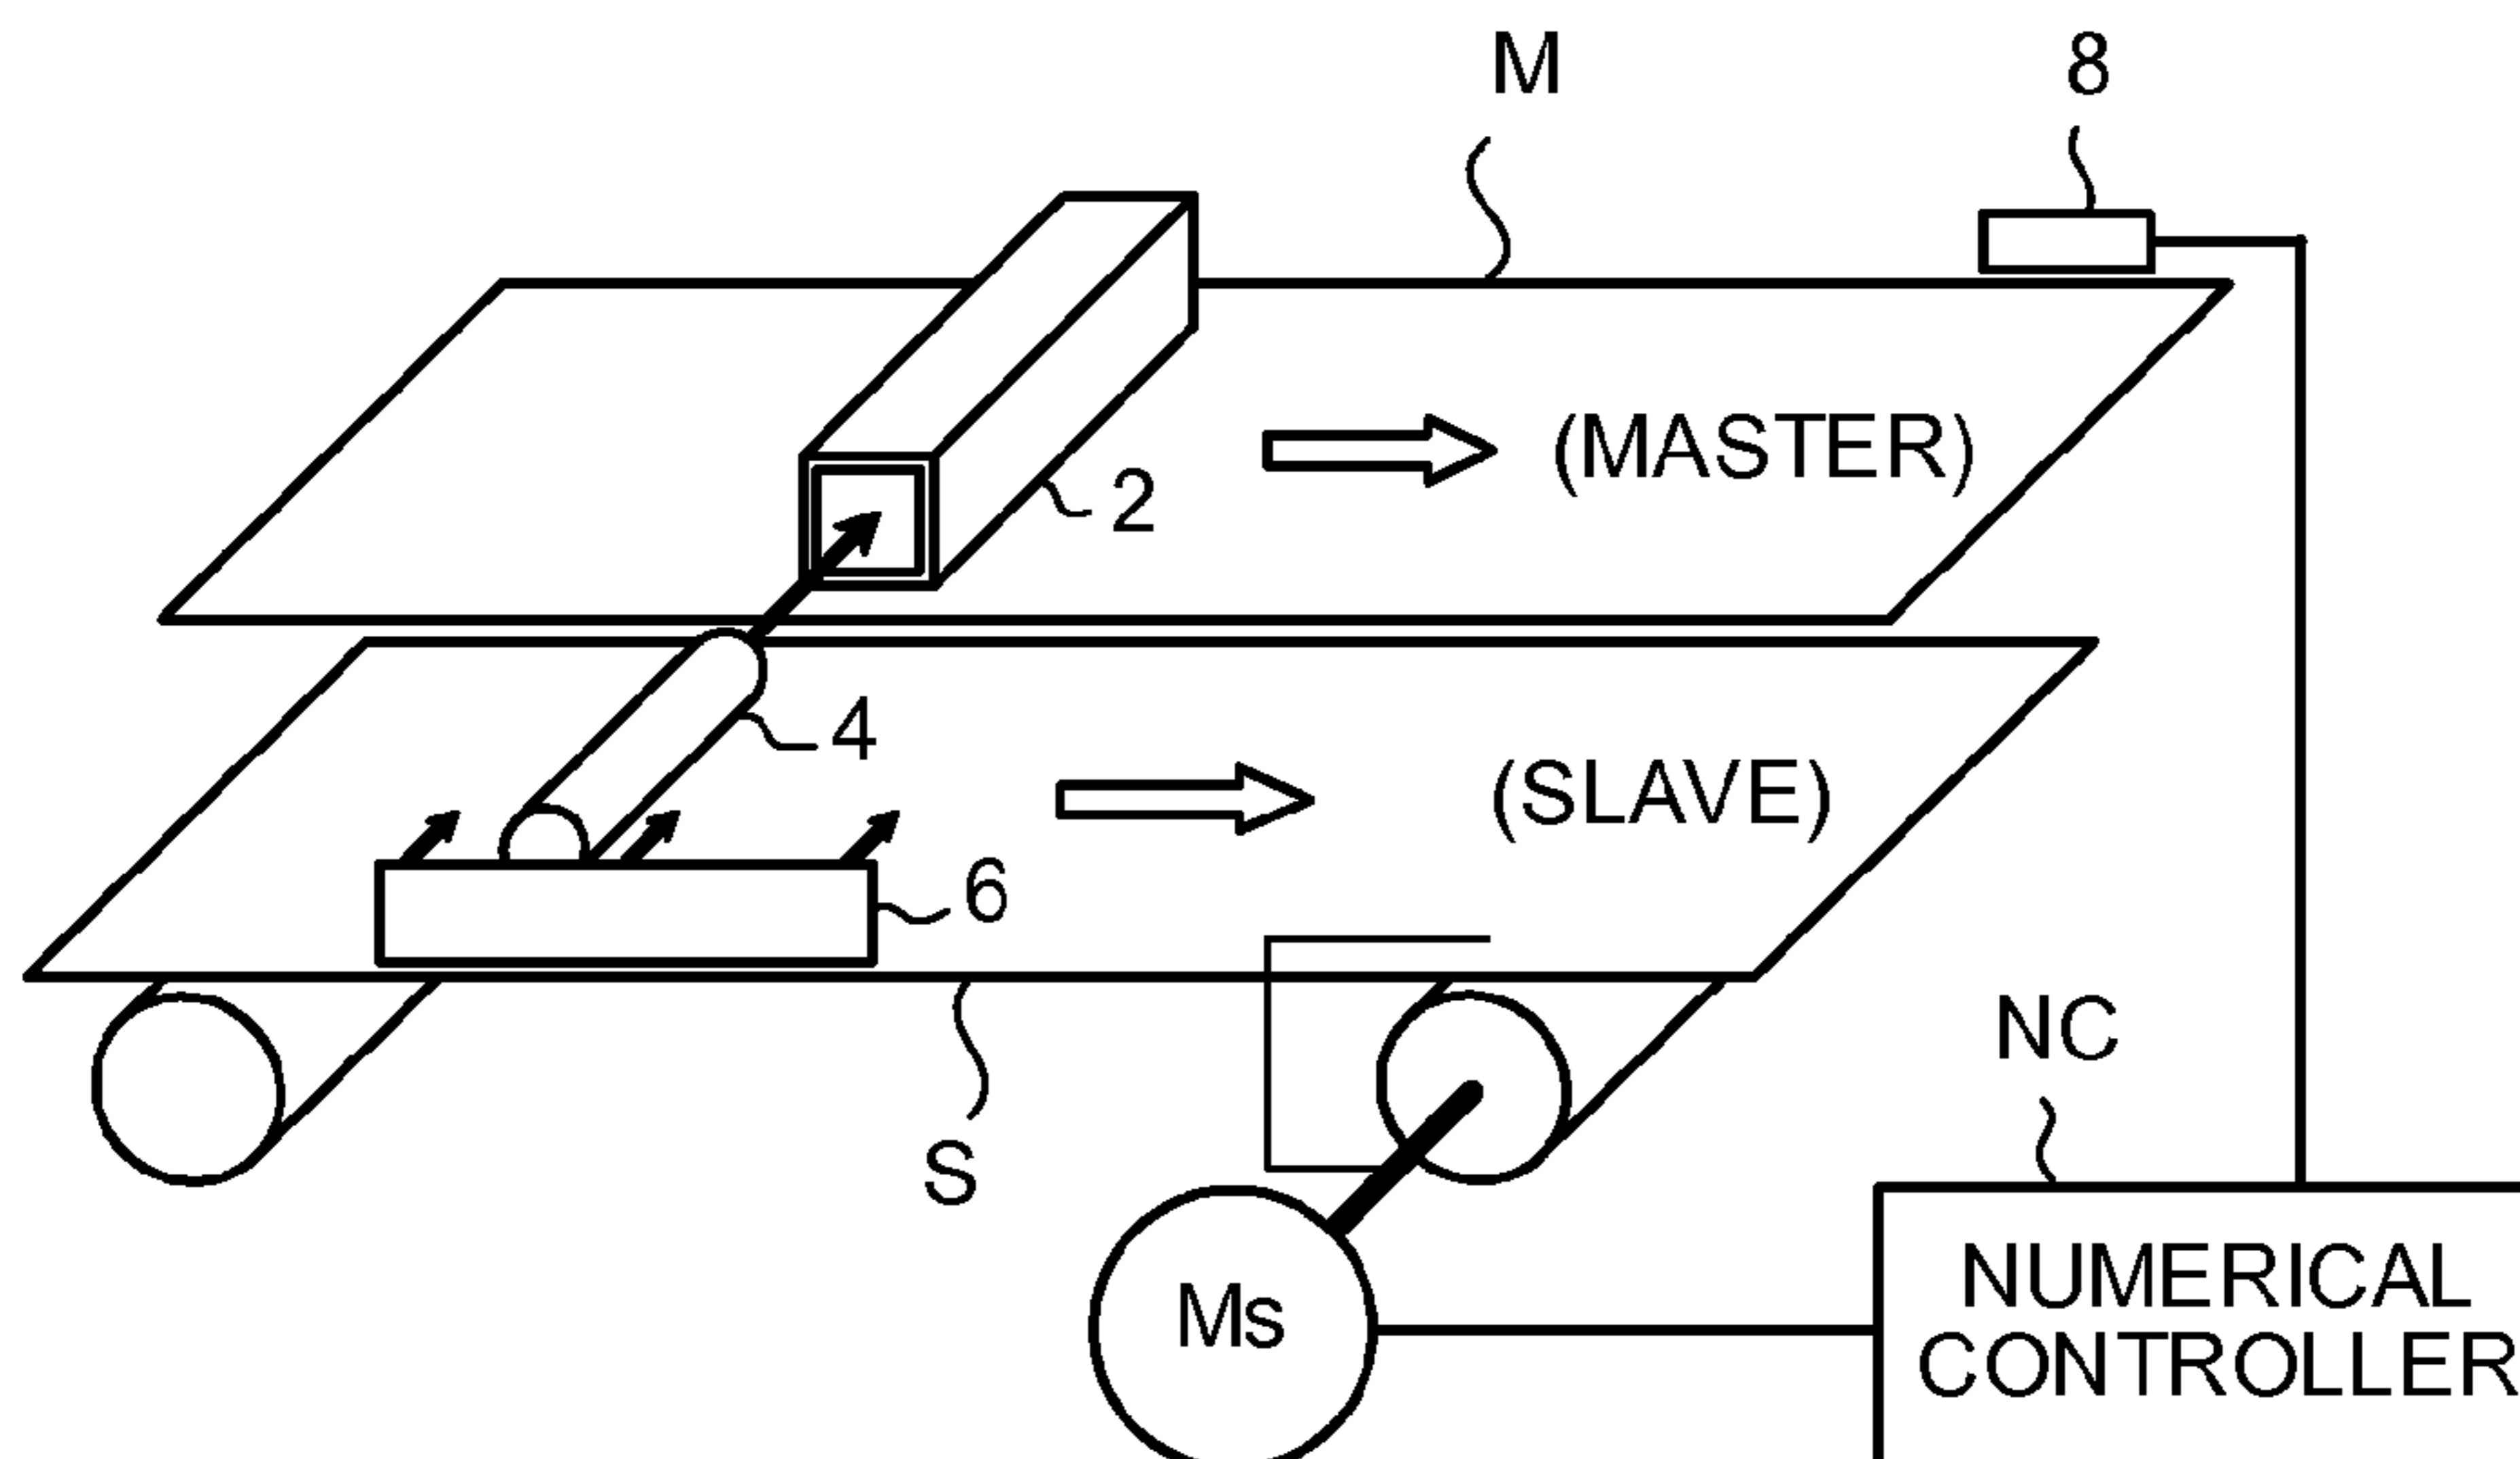 M
8
(MASTER)
2
4
(SLAVE)
6
NC
S
Ms
NUMERICAL
CONTROLLER